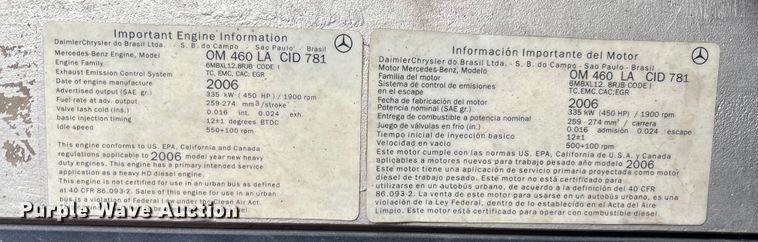 Important Engine Information
DaimlerChrysler do Brasil Ltda. - S. B. do Campo - Sao Paulo - Brasil
Mercedes-Benz Engine, Model OM 460 LA CID 781
Engine Family 6MBXL12.8RJB CODE I
Exhaust Emission Control System TC, EMC, CAC; EGR
Date of engine manufacture 2006
Advertised output (SAE gr.) 335 kW (450 HP) / 1900 rpm
Fuel rate at adv. output 259-274 mm³/stroke
Valve lash cold (ins.) 0.016 int. 0.024 exh.
basic injection timing 12±1 degrees BTDC
Idle speed 550+100 rpm
This engine conforms to US. EPA, California and Canada
regulations applicable to 2006 model year new heavy
duty engines. This engine has a primary intended service
application as a heavy HD diesel engine.
This engine is not certified for use in an urban bus as defined
at 40 CFR 86.093-2. Sales of this engine for use in an urban
bus is a violation of Federal Law under the Clean Air Act.
Información Importante del Motor
DaimlerChrysler do Brasil Ltda. - S. B. do Campo - Sao Paulo - Brasil
Motor Mercedes-Benz, Modelo OM 460 LA CID 781
Familia del motor 6MBXL12.8RJB CODE I
Sistema de control de emisiones TC, EMC, CAC; EGR
en el escape
Fecha de fabricación del motor 2006
Potencia nominal (SAE gr.) 335 kW (450 HP) / 1900 rpm
Entrega de combustible a potencia nominal 259-274 mm³ / carrera
Juego de válvulas en frio (in.) 0.016 admisión 0.024 escape
Tiempo inicial de inyección basico 12±1
Velocidad en vacio 500+100 rpm
Este motor cumple con las normas US. EPA, California de U.S.A. y Canada
aplicables a motores nuevos para trabajo pesado año modelo 2006.
Este motor tiene una aplicación de servicio primaria proyectada como motor
diesel de trabajo pesado. Este motor no está certificado para
utilizarse en un autobús urbano, de acuerdo a la definición del 40 CFR
86.093-2. La venta de este motor para usarse en un autobús urbano, es una
violación de la Ley Federal, dentro de lo establecido en el Acta del Aire
Limpio. Este motor está certificado para operar con combustible diesel.
Purple Wave Auction